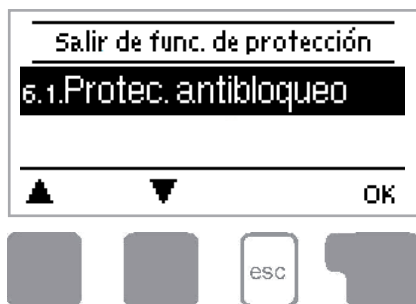 Salir de func. de protección
6.1.Protec. antibloqueo
▲ ▼ OK
esc